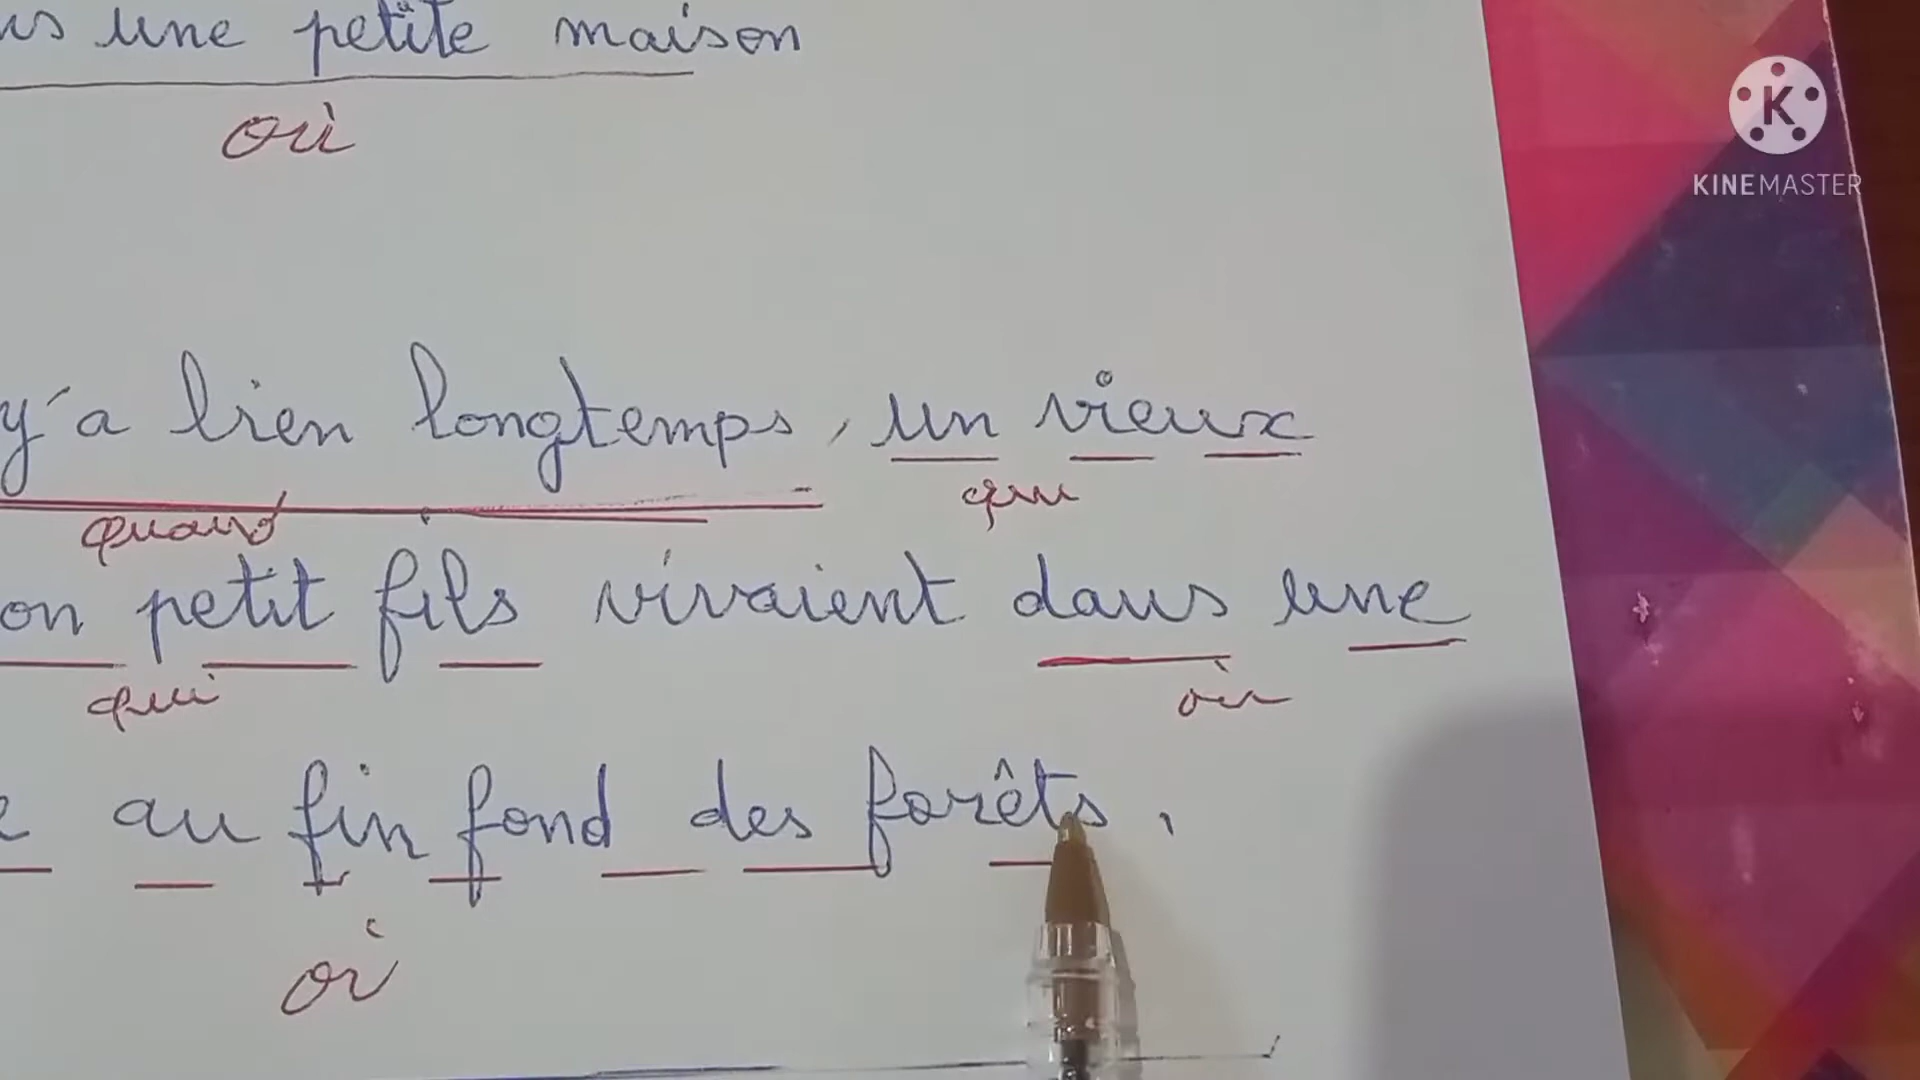 une petite maison
où
KINEMASTER
y'a bien longtemps, un vieux
quand qui
on petit fils vivaient dans une
qui où
e au fin fond des forêts.
où